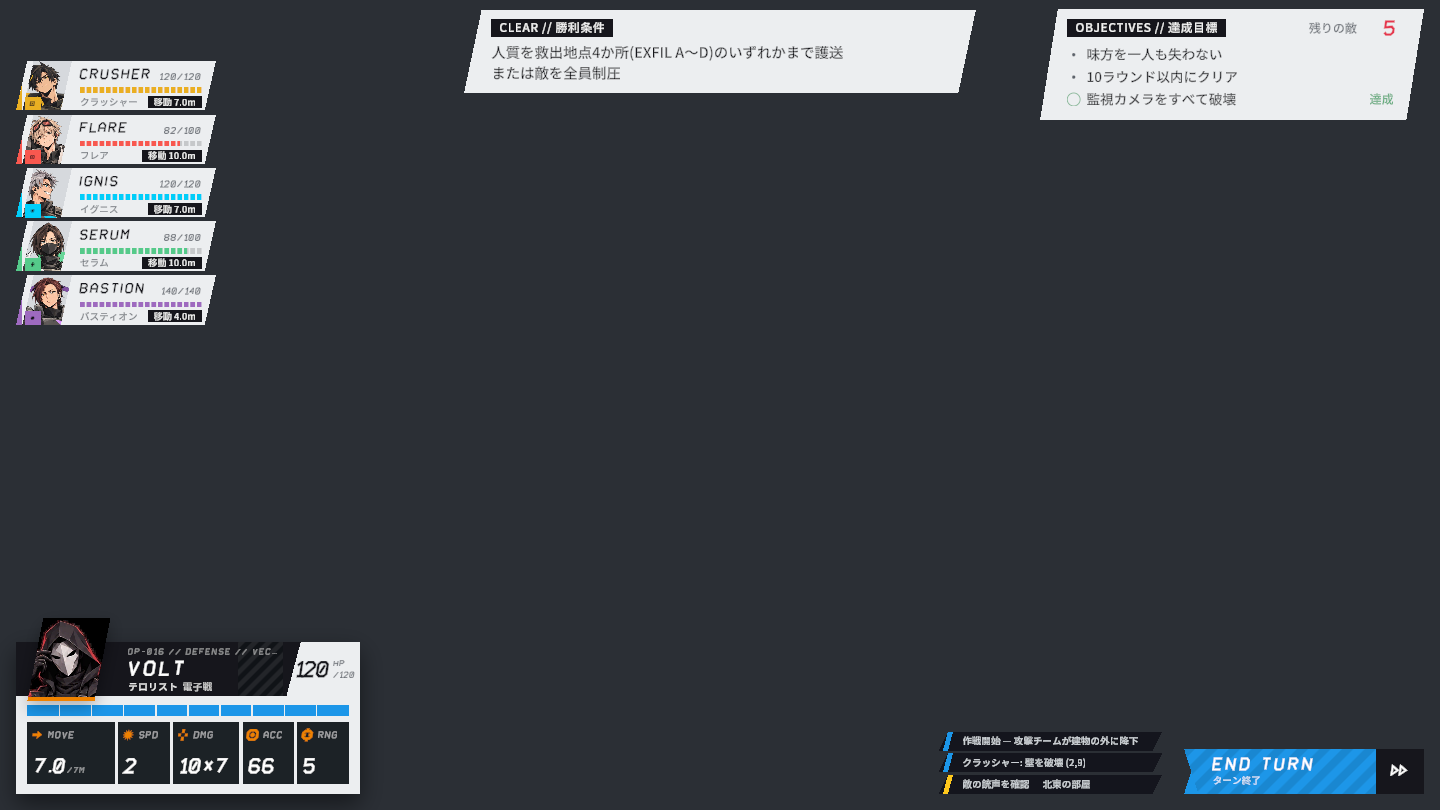 CLEAR // 勝利条件
人質を救出地点4か所(EXFIL A〜D)のいずれかまで護送
または敵を全員制圧
OBJECTIVES // 達成目標
残りの敵 5
・ 味方を一人も失わない
・ 10ラウンド以内にクリア
監視カメラをすべて破壊 達成
CRUSHER 120/120
クラッシャー 移動 7.0m
FLARE 82/100
フレア 移動 10.0m
IGNIS 120/120
イグニス 移動 7.0m
SERUM 88/100
セラム 移動 10.0m
BASTION 140/140
バスティオン 移動 4.0m
OP-016 // DEFENSE // VEC…
VOLT
テロリスト 電子戦
120 HP /120
MOVE SPD DMG ACC RNG
7.0 /7M 2 10×7 66 5
作戦開始 — 攻撃チームが建物の外に降下
クラッシャー: 壁を破壊 (2,9)
敵の銃声を確認 北東の部屋
END TURN
ターン終了